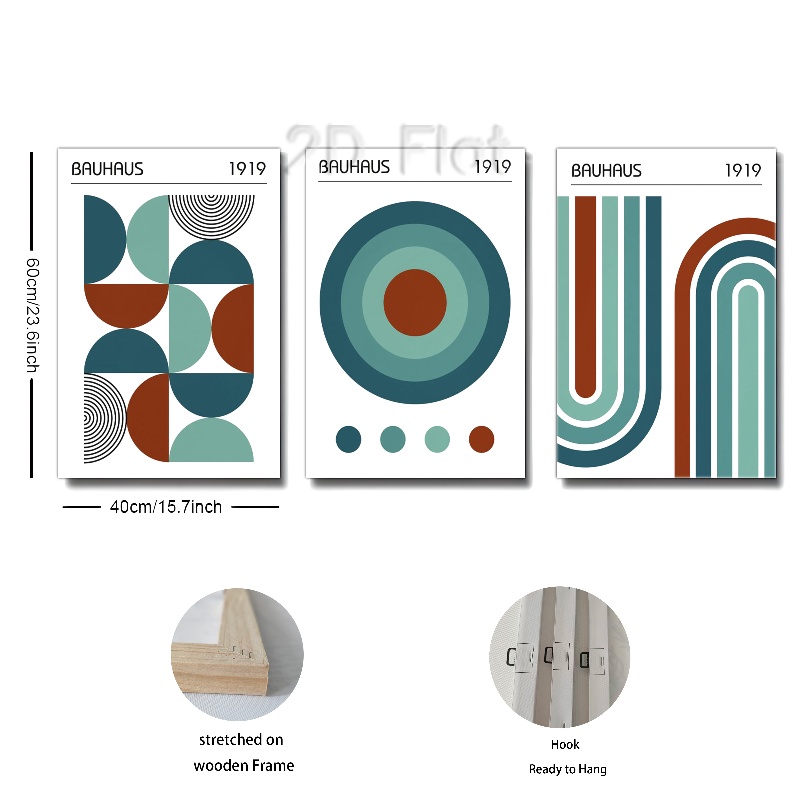 2D Flat
BAUHAUS 1919
BAUHAUS 1919
BAUHAUS 1919
60cm/23.6inch
40cm/15.7inch
stretched on
wooden Frame
Hook
Ready to Hang